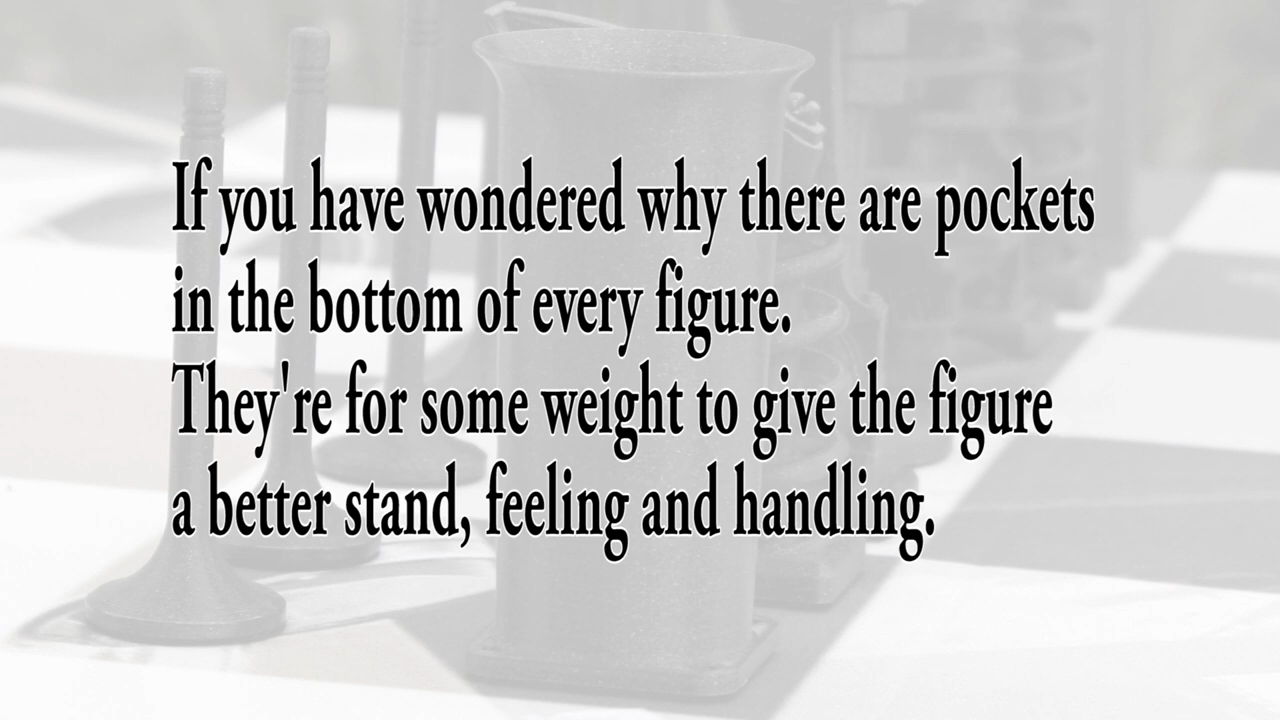 If you have wondered why there are pockets
in the bottom of every figure.
They're for some weight to give the figure
a better stand, feeling and handling.